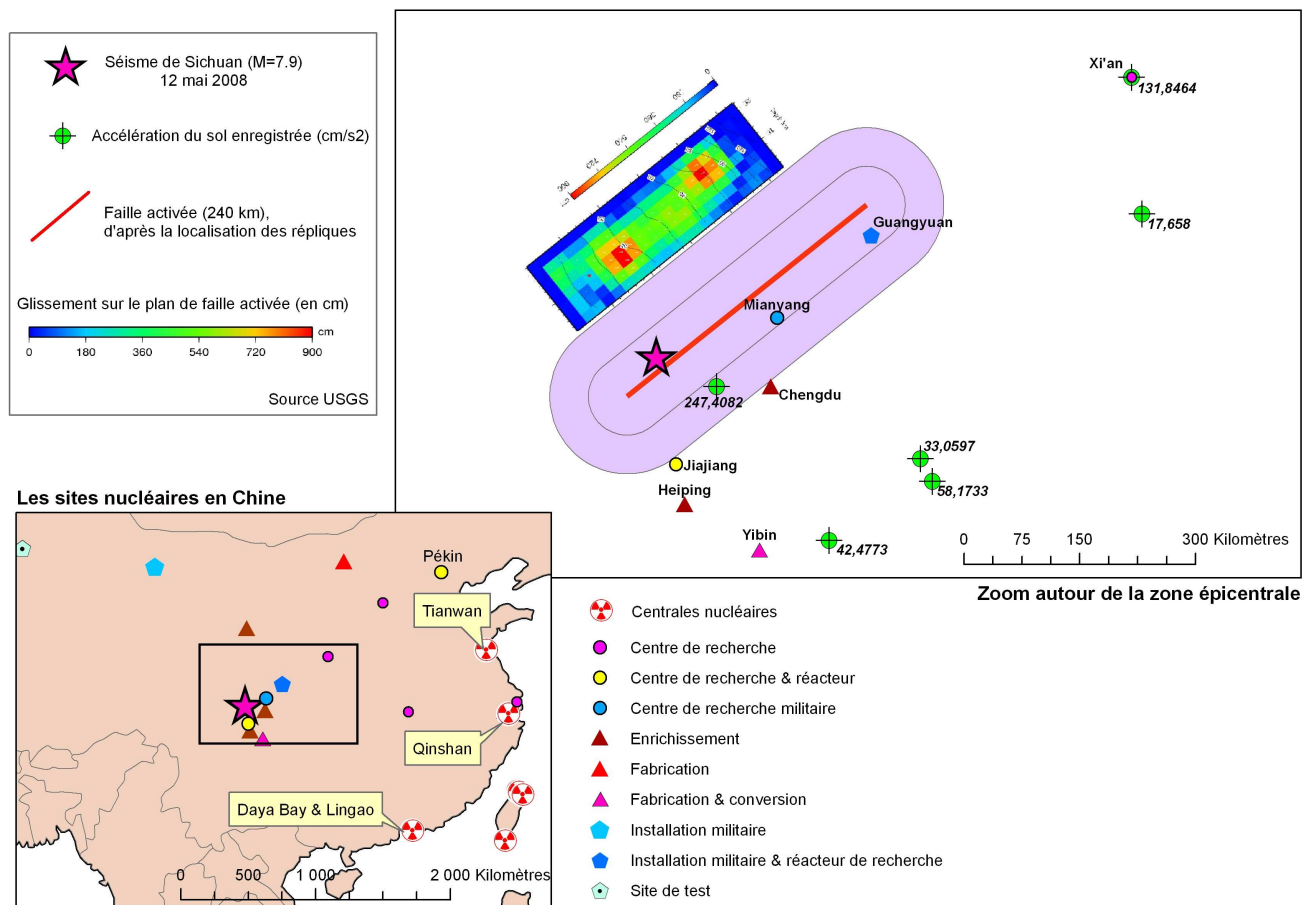 Séisme de Sichuan (M=7.9)
12 mai 2008
Accélération du sol enregistrée (cm/s2)
Faille activée (240 km),
d'après la localisation des répliques
Glissement sur le plan de faille activée (en cm)
cm
0 180 360 540 720 900
Source USGS
Xi'an
131,8464
17,658
Guangyuan
Mianyang
247,4082
Chengdu
Jiajiang
Heiping
33,0597
58,1733
Yibin
42,4773
0 75 150 300 Kilomètres
Zoom autour de la zone épicentrale
Les sites nucléaires en Chine
Pékin
Tianwan
Qinshan
Daya Bay & Lingao
0 500 1 000 2 000 Kilomètres
Centrales nucléaires
Centre de recherche
Centre de recherche & réacteur
Centre de recherche militaire
Enrichissement
Fabrication
Fabrication & conversion
Installation militaire
Installation militaire & réacteur de recherche
Site de test